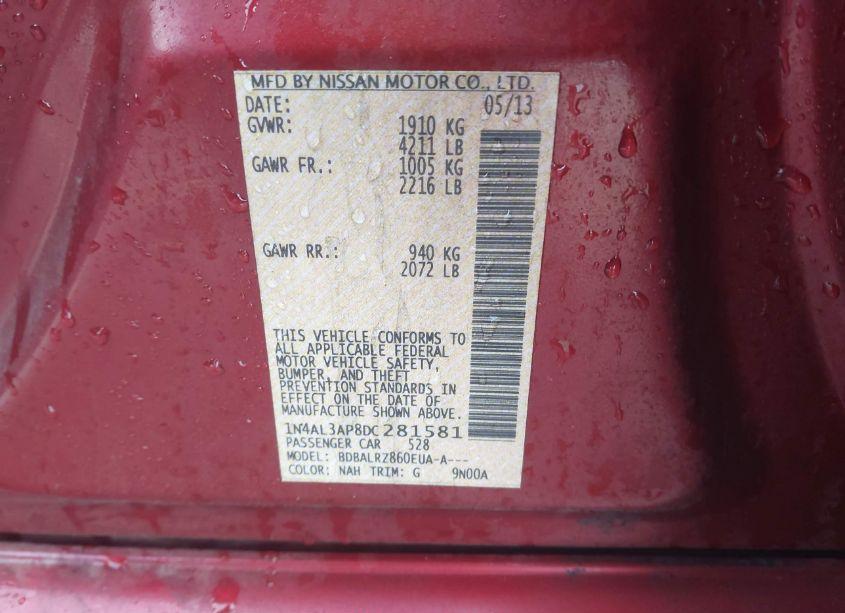 MFD BY NISSAN MOTOR CO., LTD.
DATE: 05/13
GVWR: 1910 KG
4211 LB
GAWR FR.: 1005 KG
2216 LB
GAWR RR.: 940 KG
2072 LB
THIS VEHICLE CONFORMS TO
ALL APPLICABLE FEDERAL
MOTOR VEHICLE SAFETY,
BUMPER, AND THEFT
PREVENTION STANDARDS IN
EFFECT ON THE DATE OF
MANUFACTURE SHOWN ABOVE.
1N4AL3AP8DC281581
PASSENGER CAR 528
MODEL: BDBALRZ860EUA-A---
COLOR: NAH TRIM: G 9N00A